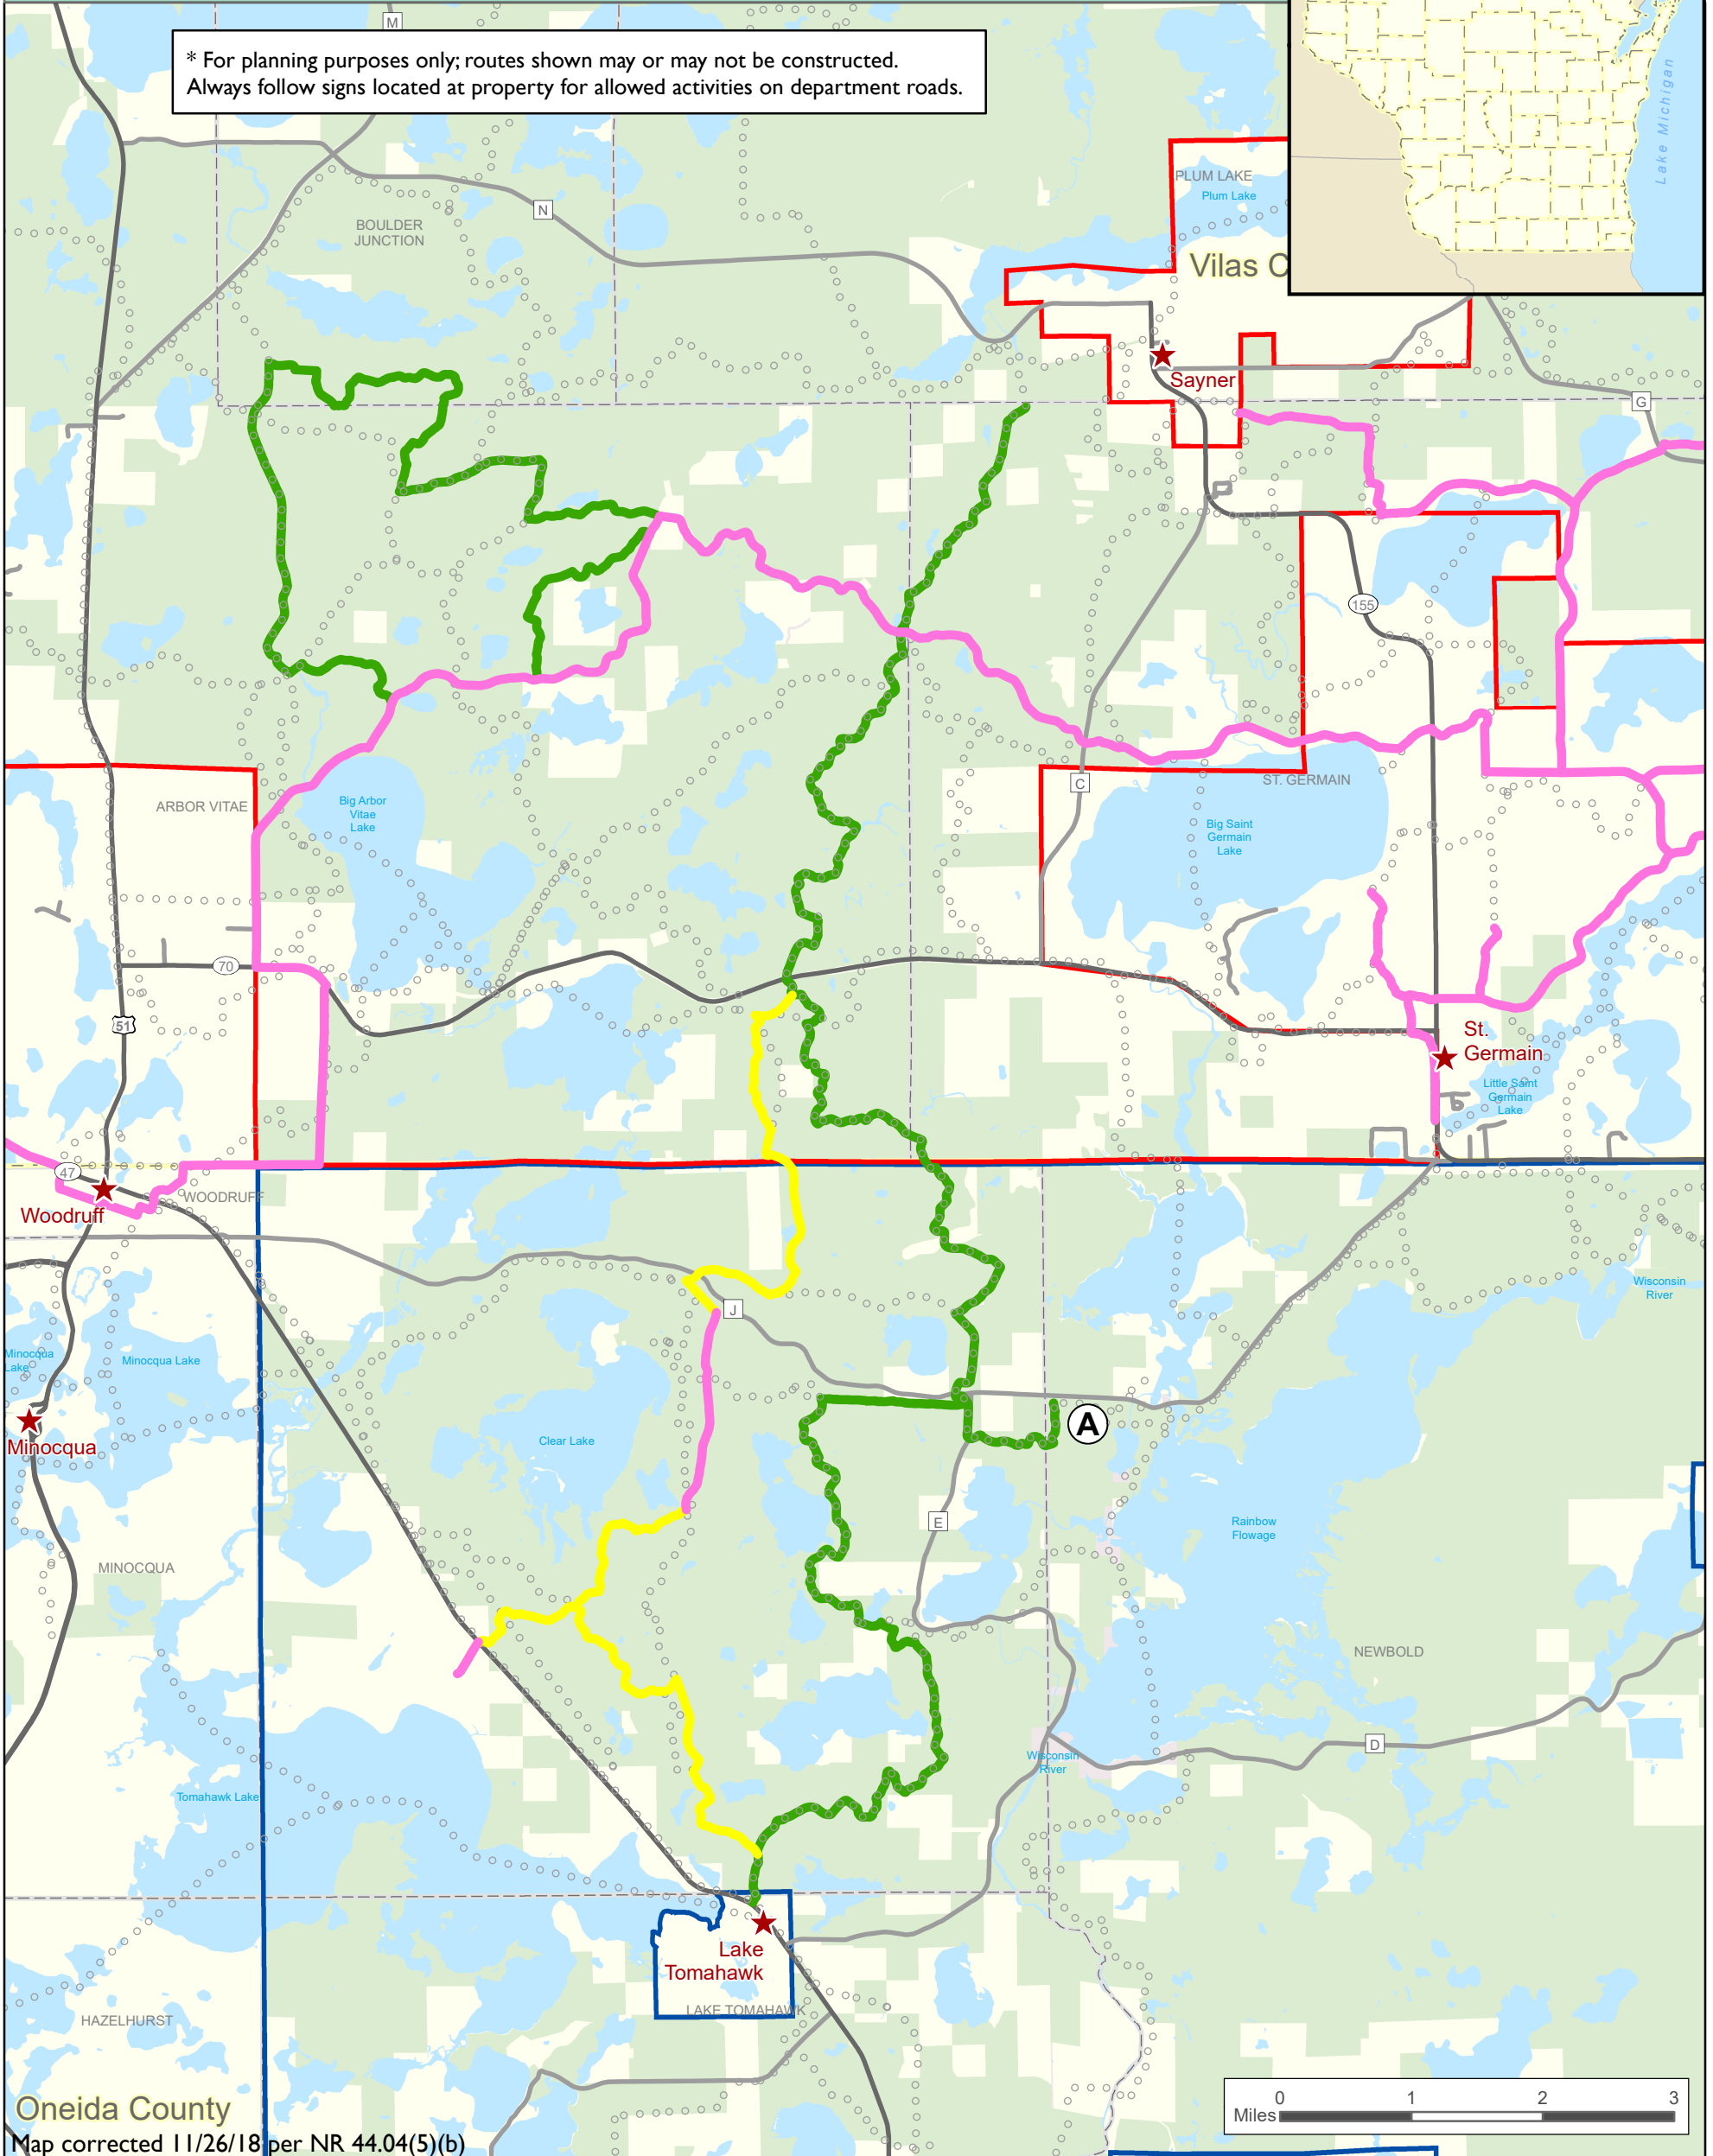 M
* For planning purposes only; routes shown may or may not be constructed.
Always follow signs located at property for allowed activities on department roads.
Lake Michigan
PLUM LAKE
Plum Lake
N
BOULDER
JUNCTION
Vilas C
Sayner
G
155
ARBOR VITAE
Big Arbor
Vitae
Lake
C
ST. GERMAIN
Big Saint
Germain
Lake
70
51
St.
Germain
Little Saint
Germain
Lake
47
WOODRUFF
Woodruff
Wisconsin
River
J
Minocqua
Lake
Minocqua Lake
A
Minocqua
Clear Lake
E
Rainbow
Flowage
MINOCQUA
NEWBOLD
D
Wisconsin
River
Tomahawk Lake
Lake
Tomahawk
LAKE TOMAHAWK
HAZELHURST
0 1 2 3
Miles
Oneida County
Map corrected 11/26/18 per NR 44.04(5)(b)